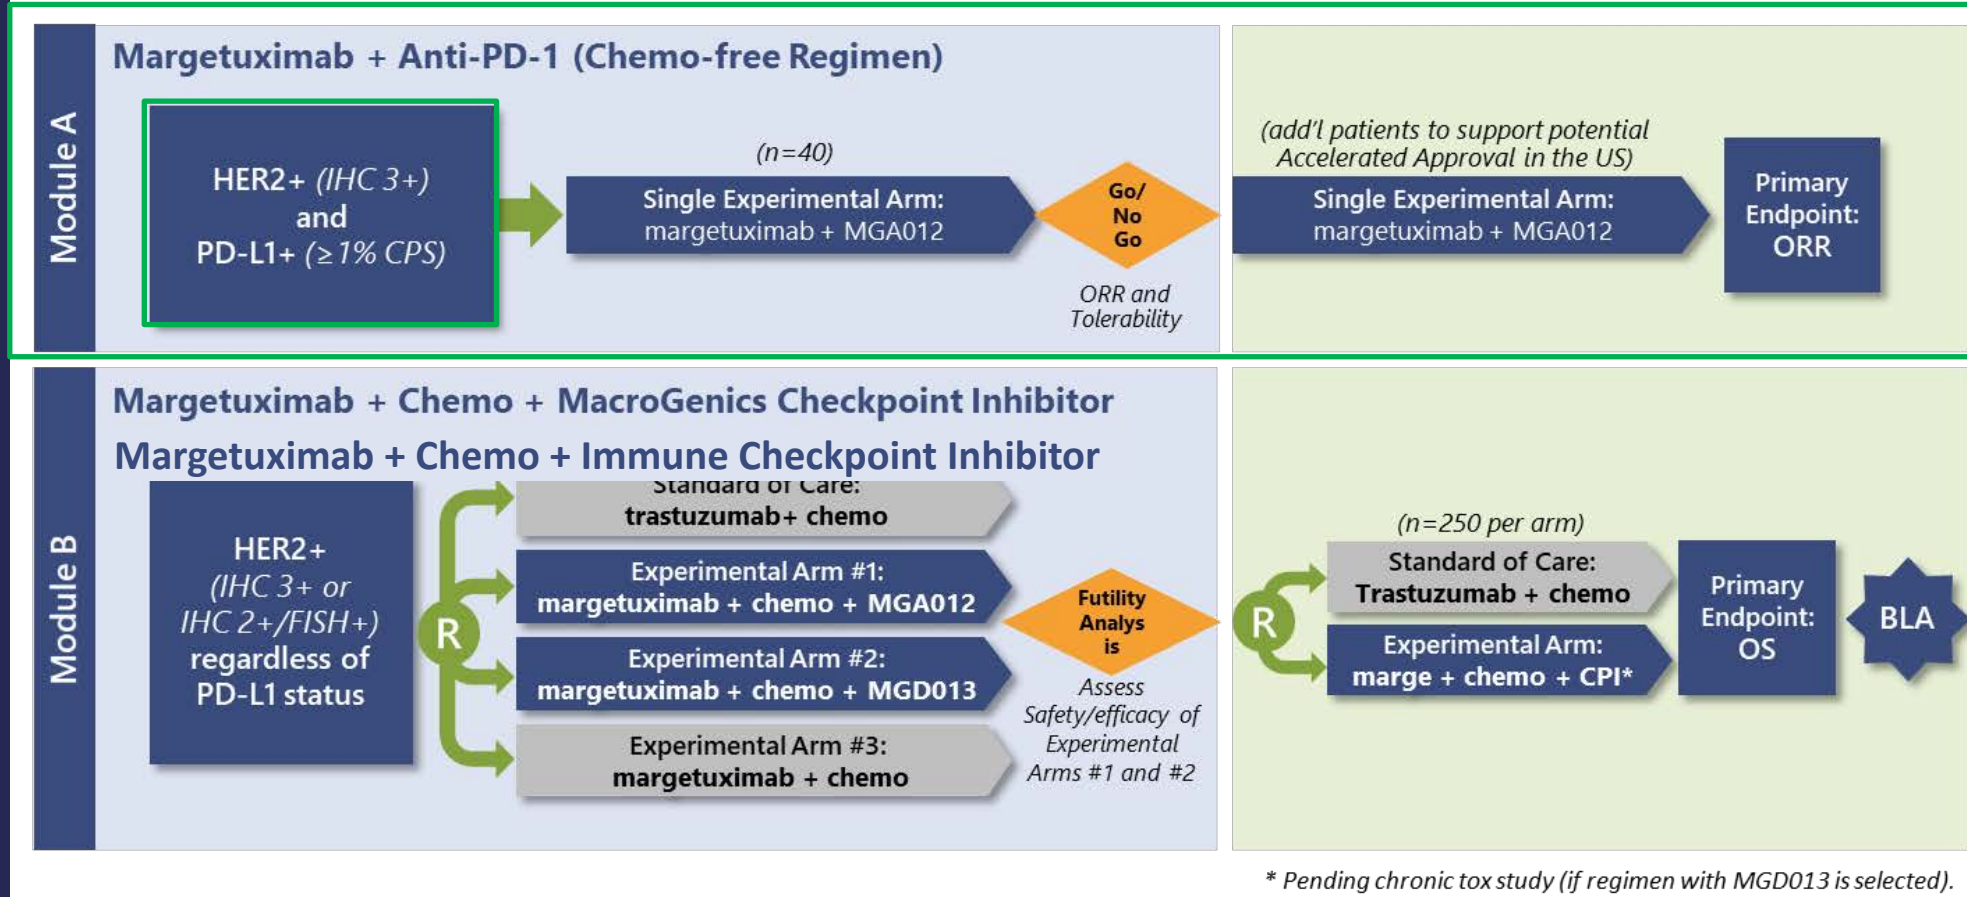 Module A
Margetuximab + Anti-PD-1 (Chemo-free Regimen)
HER2+ (IHC 3+)
and
PD-L1+ (≥1% CPS)
(n=40)
Single Experimental Arm:
margetuximab + MGA012
Go/
No
Go
ORR and
Tolerability
(add'l patients to support potential
Accelerated Approval in the US)
Single Experimental Arm:
margetuximab + MGA012
Primary
Endpoint:
ORR
Module B
Margetuximab + Chemo + MacroGenics Checkpoint Inhibitor
Margetuximab + Chemo + Immune Checkpoint Inhibitor
HER2+
(IHC 3+ or
IHC 2+/FISH+)
regardless of
PD-L1 status
R
Standard of Care:
trastuzumab+ chemo
Experimental Arm #1:
margetuximab + chemo + MGA012
Experimental Arm #2:
margetuximab + chemo + MGD013
Experimental Arm #3:
margetuximab + chemo
Futility
Analys
is
Assess
Safety/efficacy of
Experimental
Arms #1 and #2
(n=250 per arm)
R
Standard of Care:
Trastuzumab + chemo
Experimental Arm:
marge + chemo + CPI*
Primary
Endpoint:
OS
BLA
* Pending chronic tox study (if regimen with MGD013 is selected).